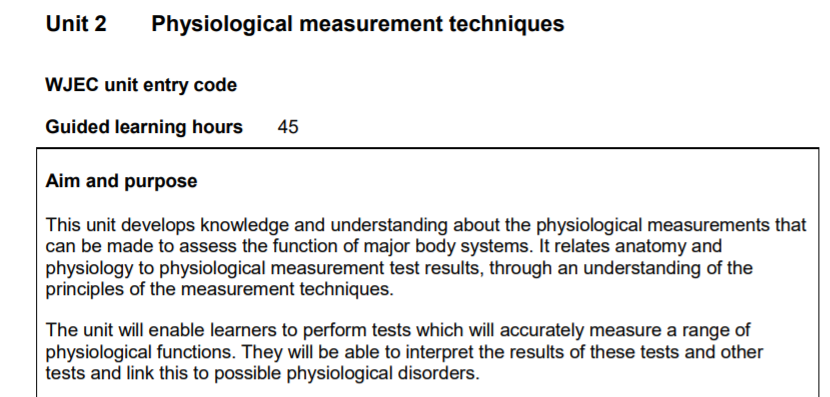 Unit 2 Physiological measurement techniques
WJEC unit entry code
Guided learning hours 45
Aim and purpose
This unit develops knowledge and understanding about the physiological measurements that
can be made to assess the function of major body systems. It relates anatomy and
physiology to physiological measurement test results, through an understanding of the
principles of the measurement techniques.
The unit will enable learners to perform tests which will accurately measure a range of
physiological functions. They will be able to interpret the results of these tests and other
tests and link this to possible physiological disorders.